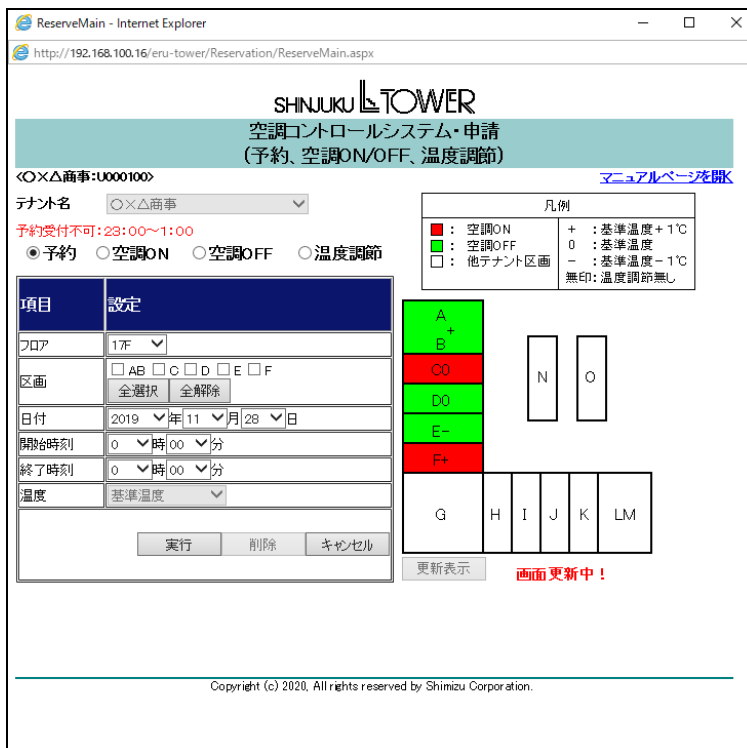 ReserveMain - Internet Explorer
http://192.168.100.16/eru-tower/Reservation/ReserveMain.aspx
SHINJUKU L TOWER
空調コントロールシステム・申請
(予約、空調ON/OFF、温度調節)
<○×△商事:U000100>
マニュアルページを開く
テナント名 ○×△商事
予約受付不可:23:00~1:00
予約 空調ON 空調OFF 温度調節
凡例
: 空調ON + :基準温度+1℃
: 空調OFF 0 :基準温度
: 他テナント区画 - :基準温度-1℃
無印:温度調節無し
項目 設定
フロア 17F
区画 AB C D E F
全選択 全解除
日付 2019 年 11 月 28 日
開始時刻 0 時 00 分
終了時刻 0 時 00 分
温度 基準温度
実行 削除 キャンセル
A
+
B
C0
D0
E-
F+
N O
G H I J K LM
更新表示 画面更新中!
Copyright (c) 2020, All rights reserved by Shimizu Corporation.